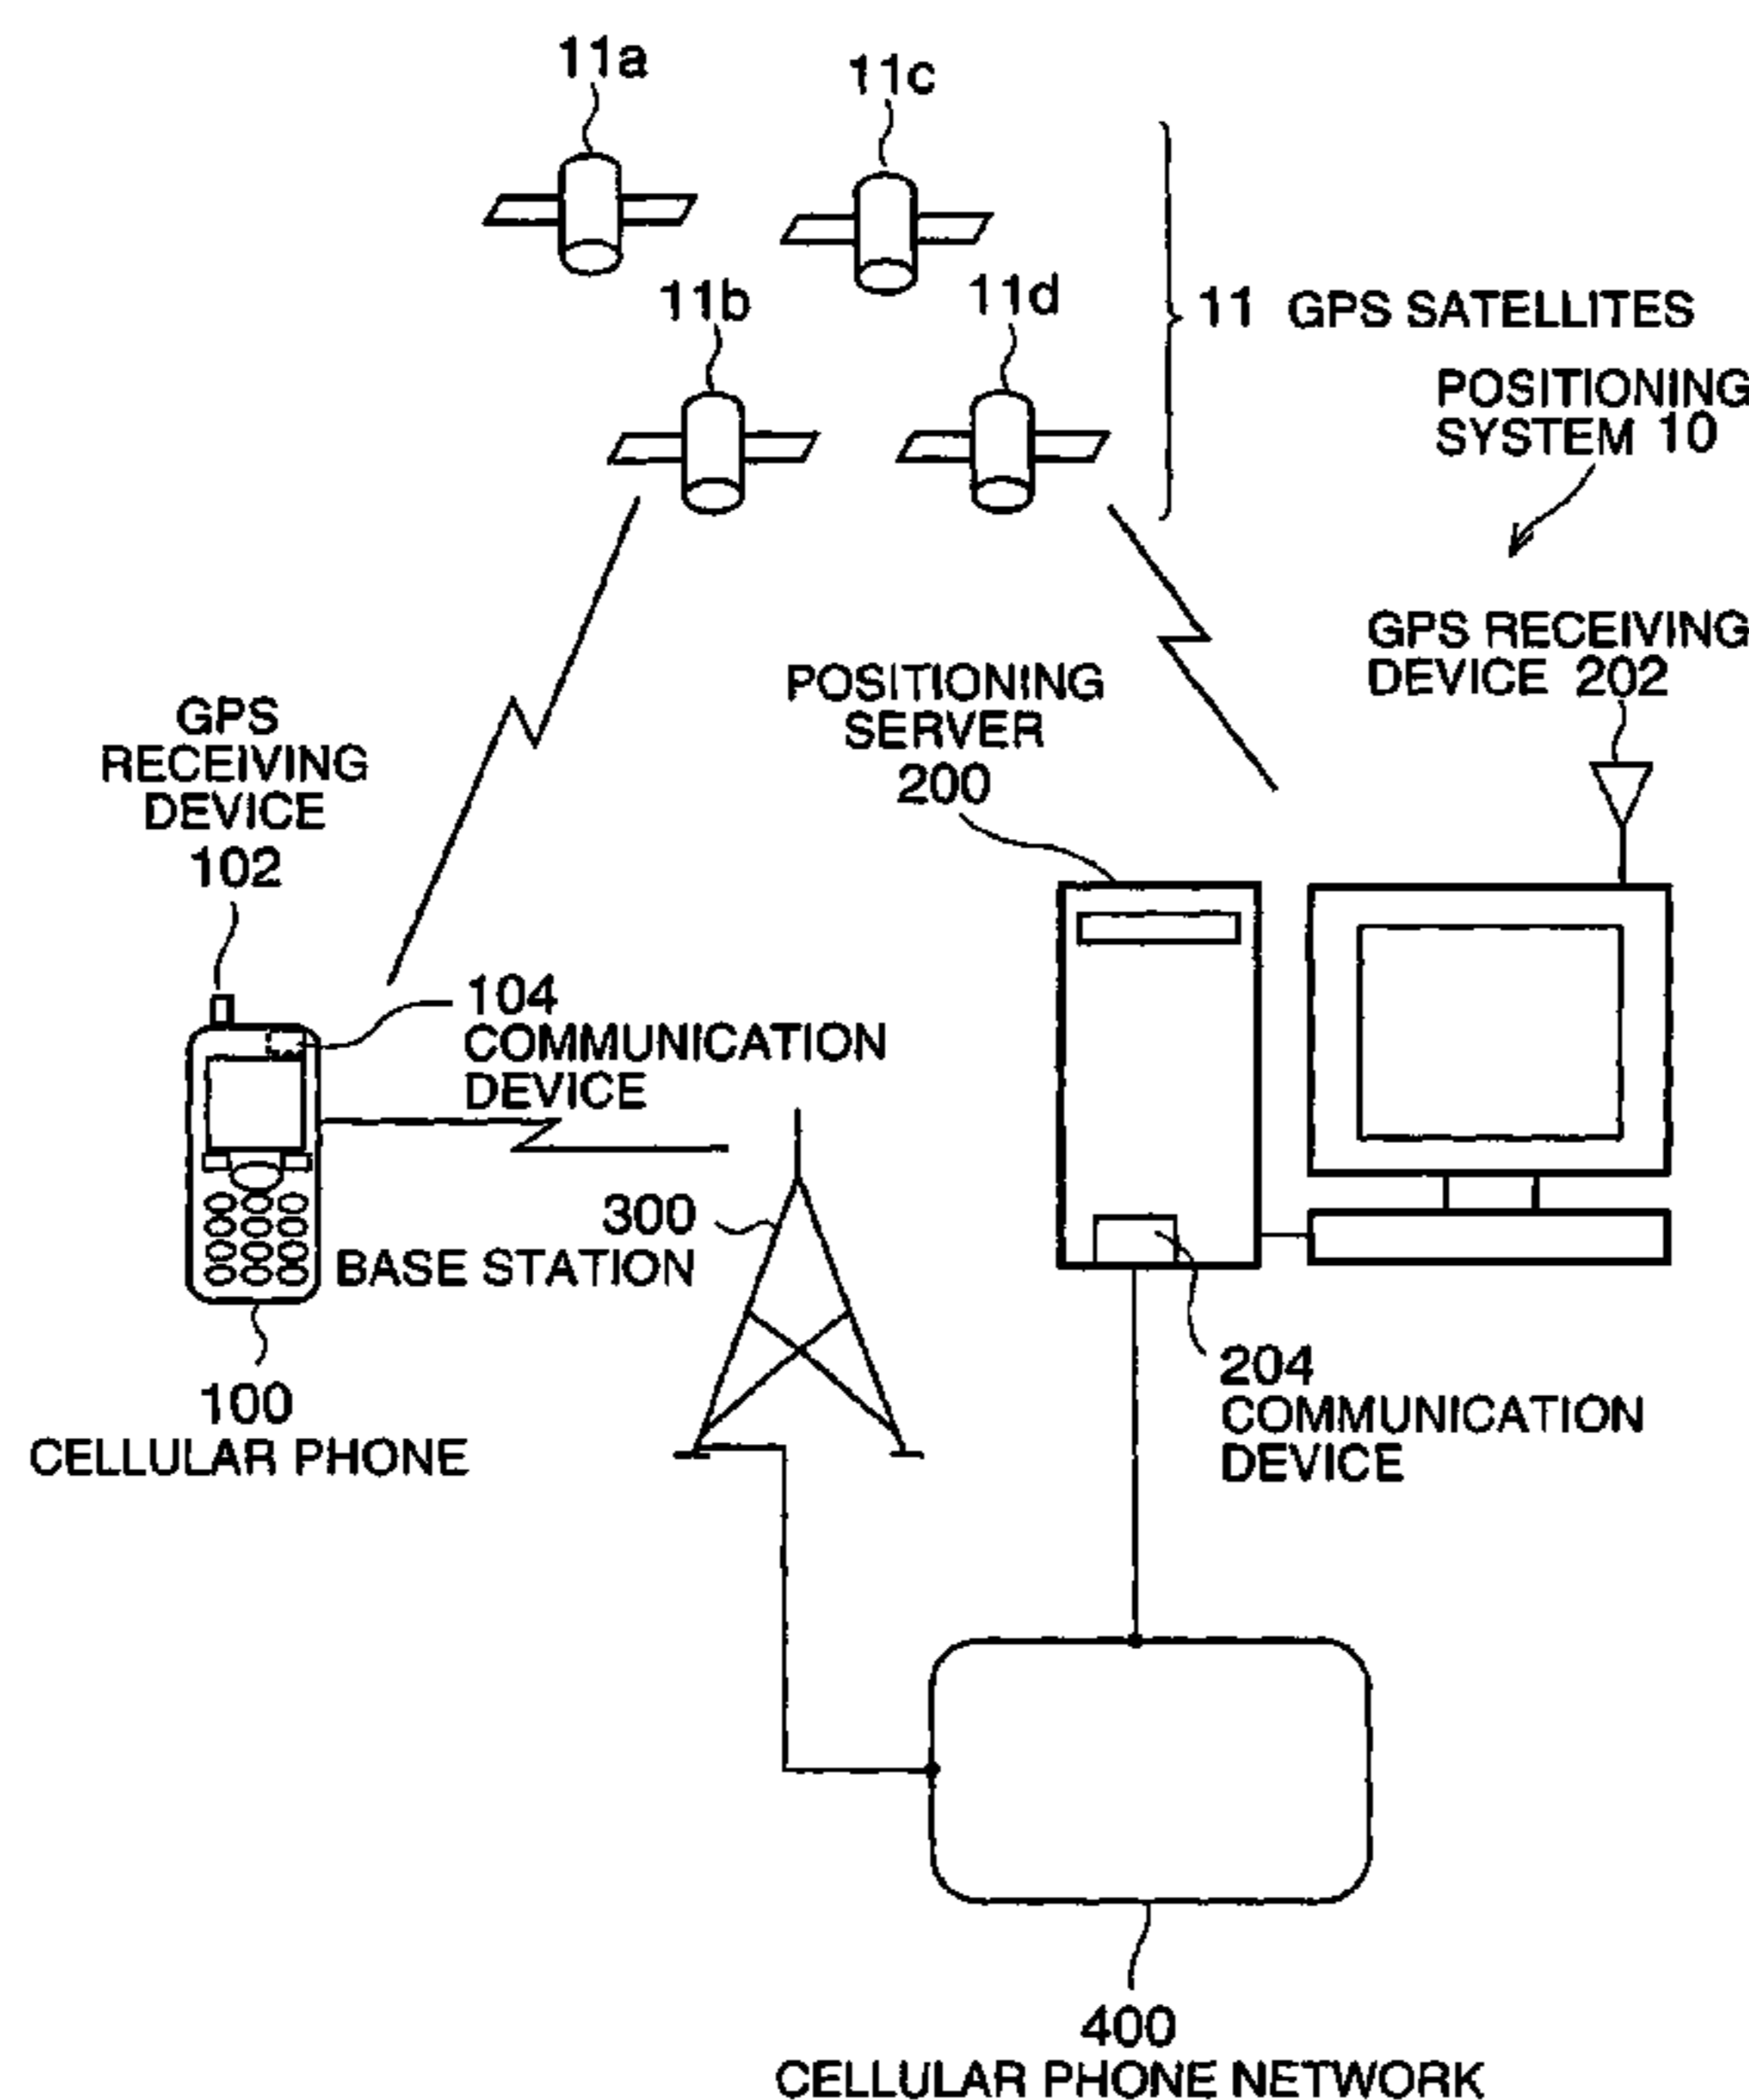 11a
11c
11b
11d
11 GPS SATELLITES
POSITIONING
SYSTEM 10
GPS RECEIVING
DEVICE 202
POSITIONING
SERVER
200
GPS
RECEIVING
DEVICE
102
104
COMMUNICATION
DEVICE
300
BASE STATION
204
COMMUNICATION
DEVICE
100
CELLULAR PHONE
400
CELLULAR PHONE NETWORK